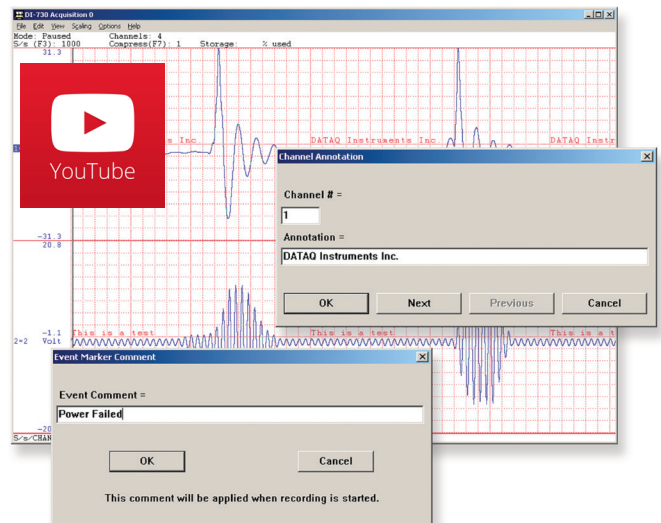 DI-730 Acquisition 0
File Edit View Scaling Options Help
Mode: Paused Channels: 4
S/s (F3): 1000 Compress(F7): 1 Storage: % used
31.3
YouTube
s Inc DATAQ Instruments Inc DATAQ Instr
-31.3
20.8
-1.1
2=2 Volt
This is a test This is a test This is a t
-20
S/s/CHAN
Channel Annotation
Channel # =
1
Annotation =
DATAQ Instruments Inc.
OK Next Previous Cancel
Event Marker Comment
Event Comment =
Power Failed
OK Cancel
This comment will be applied when recording is started.